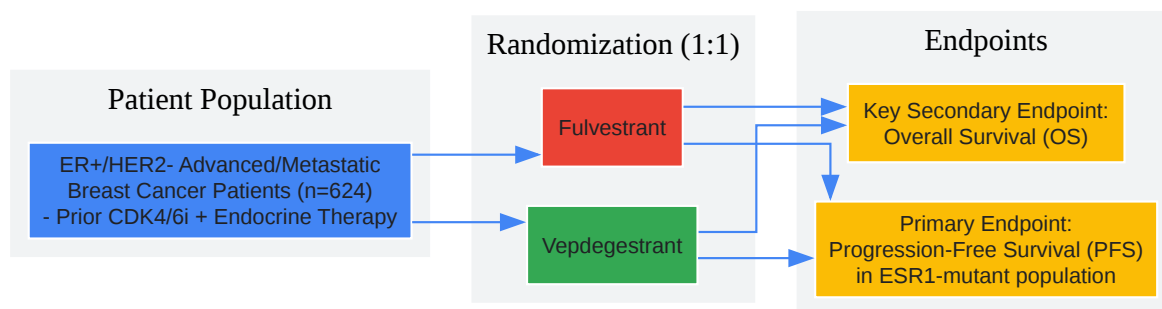 Patient Population
ER+/HER2- Advanced/Metastatic
Breast Cancer Patients (n=624)
- Prior CDK4/6i + Endocrine Therapy
Randomization (1:1)
Fulvestrant
Vepdegestrant
Endpoints
Key Secondary Endpoint:
Overall Survival (OS)
Primary Endpoint:
Progression-Free Survival (PFS)
in ESR1-mutant population